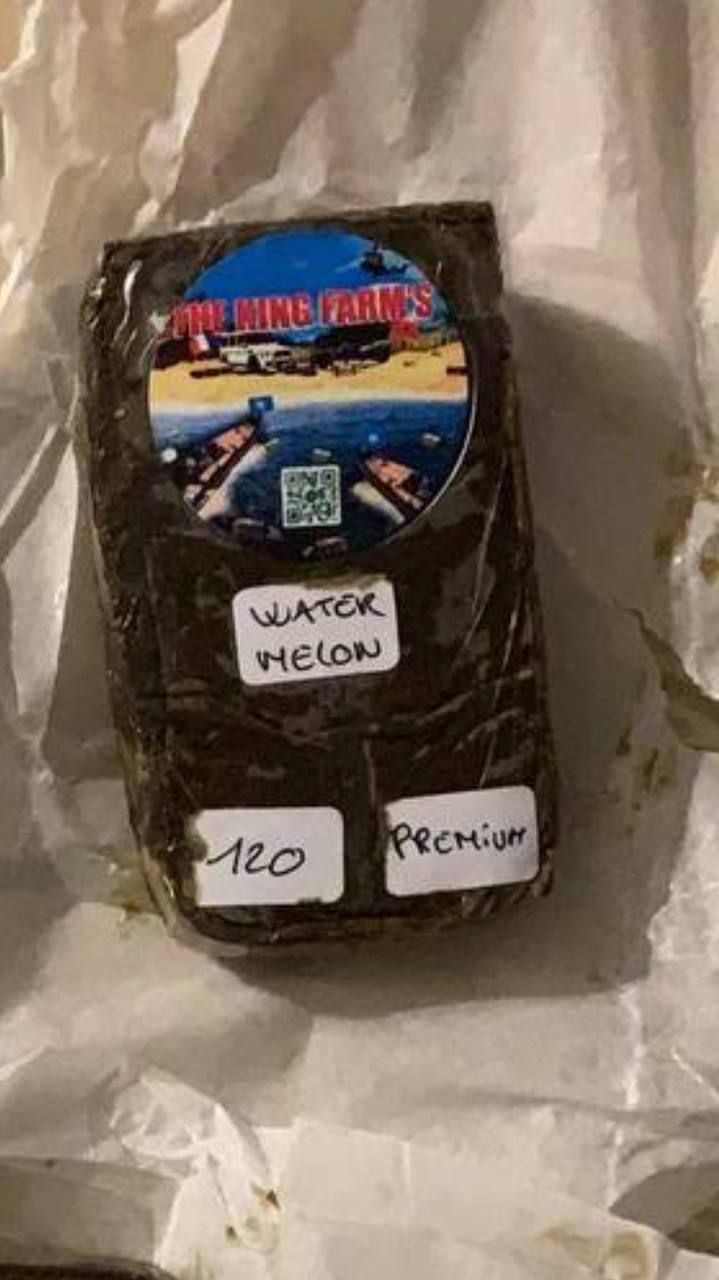 THE KING FARM'S
WATER
MELON
120
PREMIUM